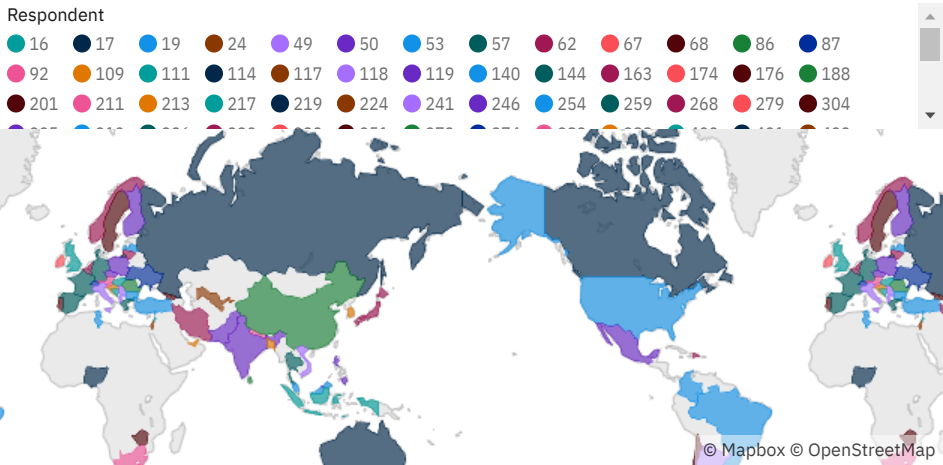 Respondent
16 17 19 24 49 50 53 57 62 67 68 86 87
92 109 111 114 117 118 119 140 144 163 174 176 188
201 211 213 217 219 224 241 246 254 259 268 279 304
© Mapbox © OpenStreetMap